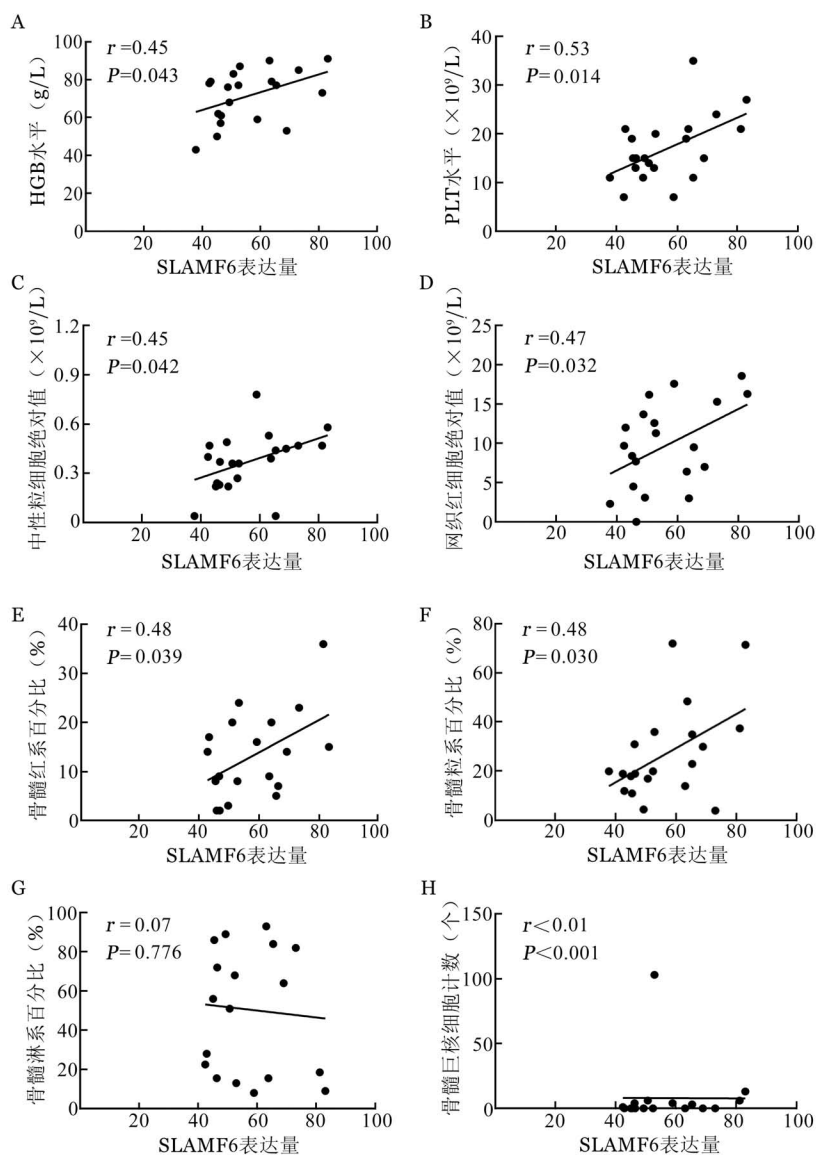 A
r=0.45
P=0.043
HGB水平（g/L）
100
80
60
40
20
0
20
40
60
80
100
SLAMF6表达量
B
r=0.53
P=0.014
PLT水平（×10⁹/L）
40
30
20
10
0
20
40
60
80
100
SLAMF6表达量
C
r=0.45
P=0.042
中性粒细胞绝对值（×10⁹/L）
1.2
0.9
0.6
0.3
0
20
40
60
80
100
SLAMF6表达量
D
r=0.47
P=0.032
网织红细胞绝对值（×10⁹/L）
25
20
15
10
5
0
20
40
60
80
100
SLAMF6表达量
E
r=0.48
P=0.039
骨髓红系百分比（%）
40
30
20
10
0
20
40
60
80
100
SLAMF6表达量
F
r=0.48
P=0.030
骨髓粒系百分比（%）
80
60
40
20
0
20
40
60
80
100
SLAMF6表达量
G
r=0.07
P=0.776
骨髓淋系百分比（%）
100
80
60
40
20
0
20
40
60
80
100
SLAMF6表达量
H
r<0.01
P<0.001
骨髓巨核细胞计数（个）
150
100
50
0
20
40
60
80
100
SLAMF6表达量